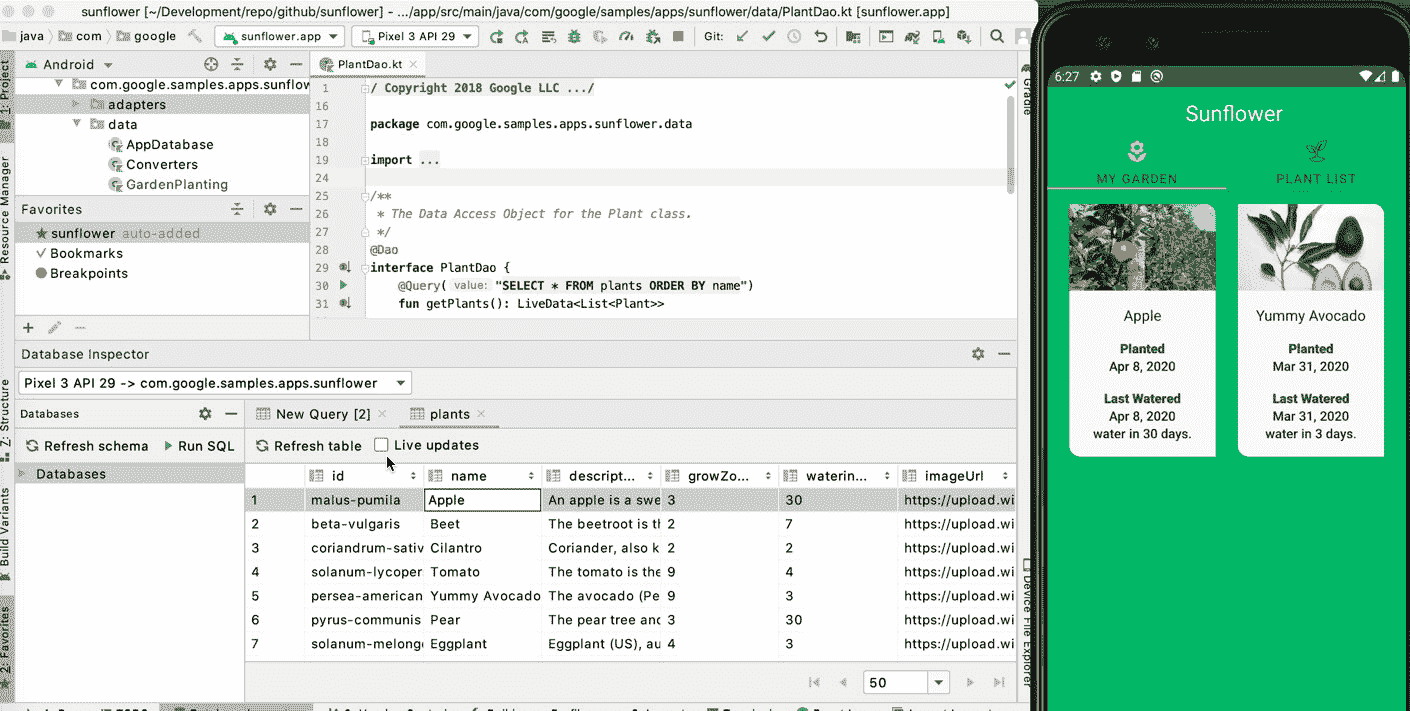 sunflower [~/Development/repo/github/sunflower] - .../app/src/main/java/com/google/samples/apps/sunflower/data/PlantDao.kt [sunflower.app]
java com google sunflower.app Pixel 3 API 29 Git:
1: Project
Resource Manager
Z: Structure
Build Variants
2: Favorites
Android
com.google.samples.apps.sunflow
adapters
data
AppDatabase
Converters
GardenPlanting
Favorites
sunflower auto-added
Bookmarks
Breakpoints
PlantDao.kt
1 / Copyright 2018 Google LLC .../
16
17 package com.google.samples.apps.sunflower.data
18
19 import ...
24
25 /**
26 * The Data Access Object for the Plant class.
27 */
28 @Dao
29 interface PlantDao {
30 @Query( value: "SELECT * FROM plants ORDER BY name")
31 fun getPlants(): LiveData<List<Plant>>
Gradle
Device File Explorer
Database Inspector
Pixel 3 API 29 -> com.google.samples.apps.sunflower
Databases
Refresh schema Run SQL
Databases
New Query [2] plants
Refresh table Live updates
id name descript... growZo... waterin... imageUrl
1 malus-pumila Apple An apple is a swe 3 30 https://upload.wi
2 beta-vulgaris Beet The beetroot is th 2 7 https://upload.wi
3 coriandrum-sativ Cilantro Coriander, also k 2 2 https://upload.wi
4 solanum-lycoper Tomato The tomato is the 9 4 https://upload.wi
5 persea-american Yummy Avocado The avocado (Pe 9 3 https://upload.wi
6 pyrus-communis Pear The pear tree and 3 30 https://upload.wi
7 solanum-melong Eggplant Eggplant (US), au 4 3 https://upload.wi
50
6:27
Sunflower
MY GARDEN PLANT LIST
Apple
Planted
Apr 8, 2020
Last Watered
Apr 8, 2020
water in 30 days.
Yummy Avocado
Planted
Mar 31, 2020
Last Watered
Mar 31, 2020
water in 3 days.